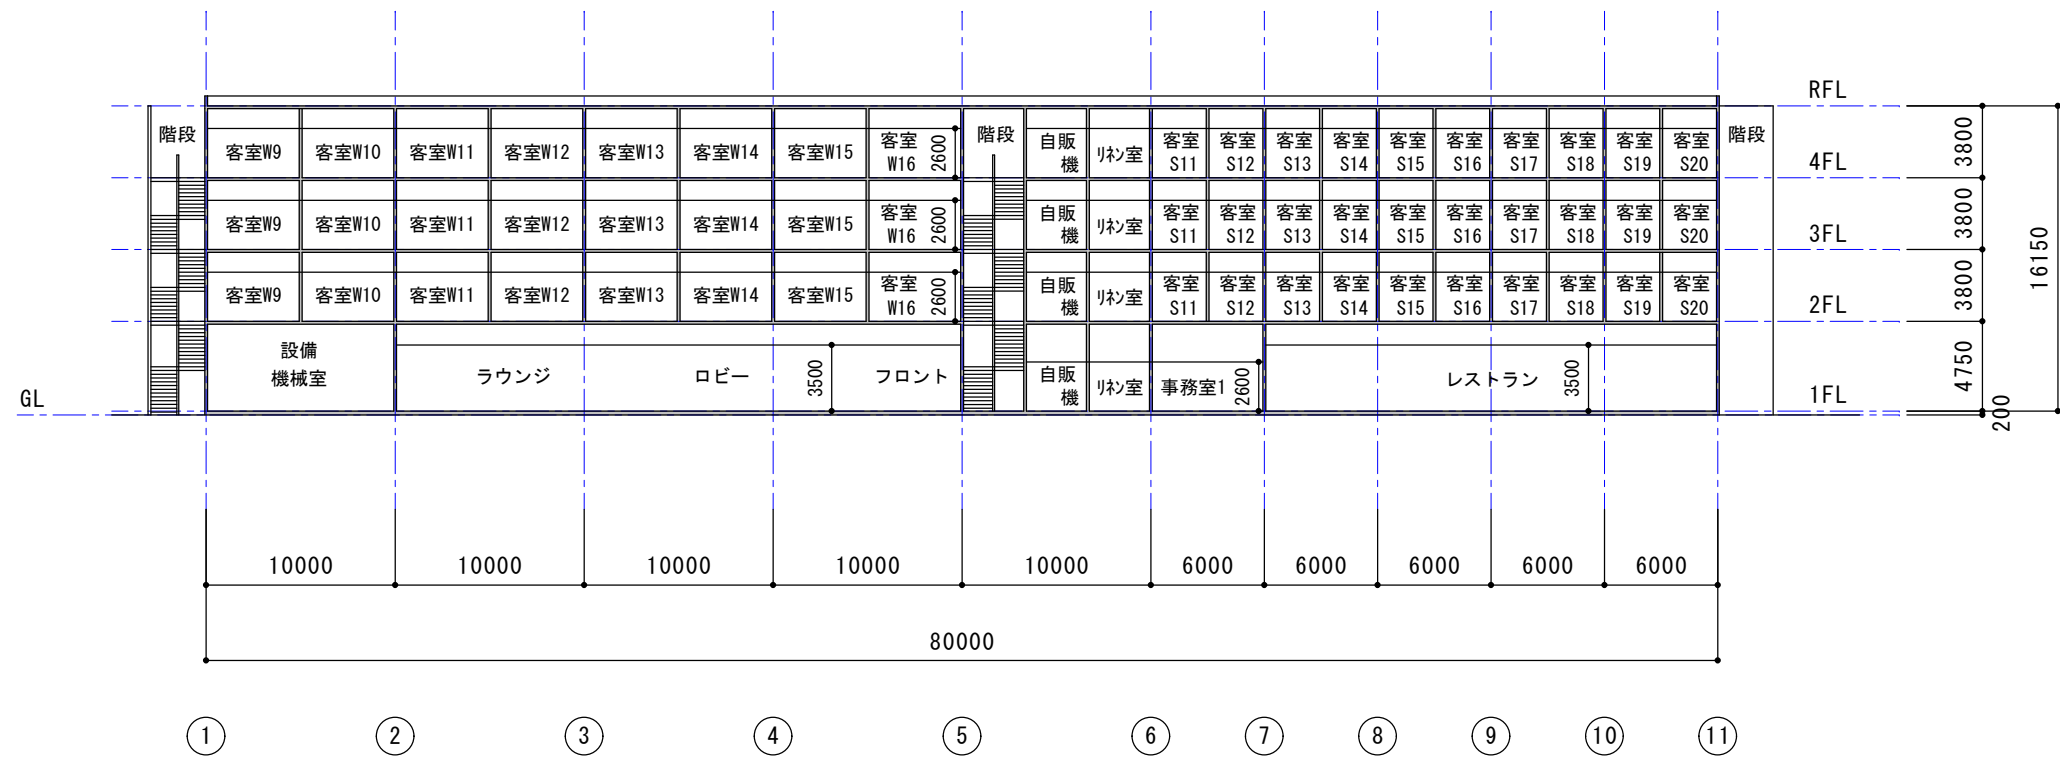 RFL
階段 客室W9 客室W10 客室W11 客室W12 客室W13 客室W14 客室W15 客室 W16 2600 階段 自販 機 ﾘﾈﾝ室 客室 S11 客室 S12 客室 S13 客室 S14 客室 S15 客室 S16 客室 S17 客室 S18 客室 S19 客室 S20 階段
4FL
3800
客室W9 客室W10 客室W11 客室W12 客室W13 客室W14 客室W15 客室 W16 2600 自販 機 ﾘﾈﾝ室 客室 S11 客室 S12 客室 S13 客室 S14 客室 S15 客室 S16 客室 S17 客室 S18 客室 S19 客室 S20
3FL
3800
16150
客室W9 客室W10 客室W11 客室W12 客室W13 客室W14 客室W15 客室 W16 2600 自販 機 ﾘﾈﾝ室 客室 S11 客室 S12 客室 S13 客室 S14 客室 S15 客室 S16 客室 S17 客室 S18 客室 S19 客室 S20
2FL
3800
設備
機械室
ラウンジ ロビー 3500 フロント 自販 機 ﾘﾈﾝ室 事務室1 2600 レストラン 3500
4750
GL
1FL
200
10000 10000 10000 10000 10000 6000 6000 6000 6000 6000
80000
1 2 3 4 5 6 7 8 9 10 11